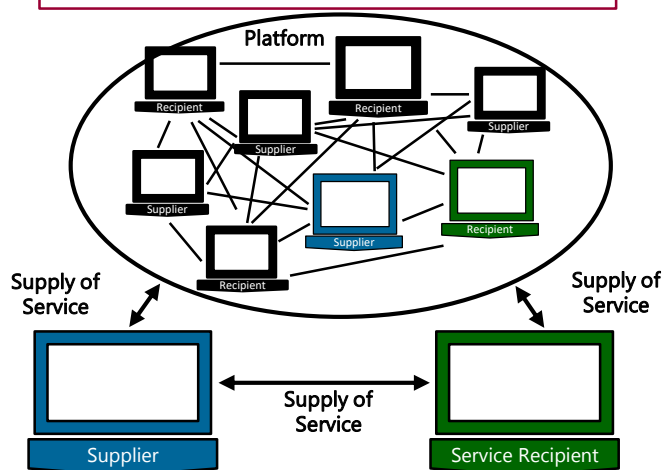 Platform
Recipient
Recipient
Supplier
Supplier
Supplier
Recipient
Supplier
Recipient
Supply of
Service
Supply of
Service
Supply of
Service
Supplier
Service Recipient